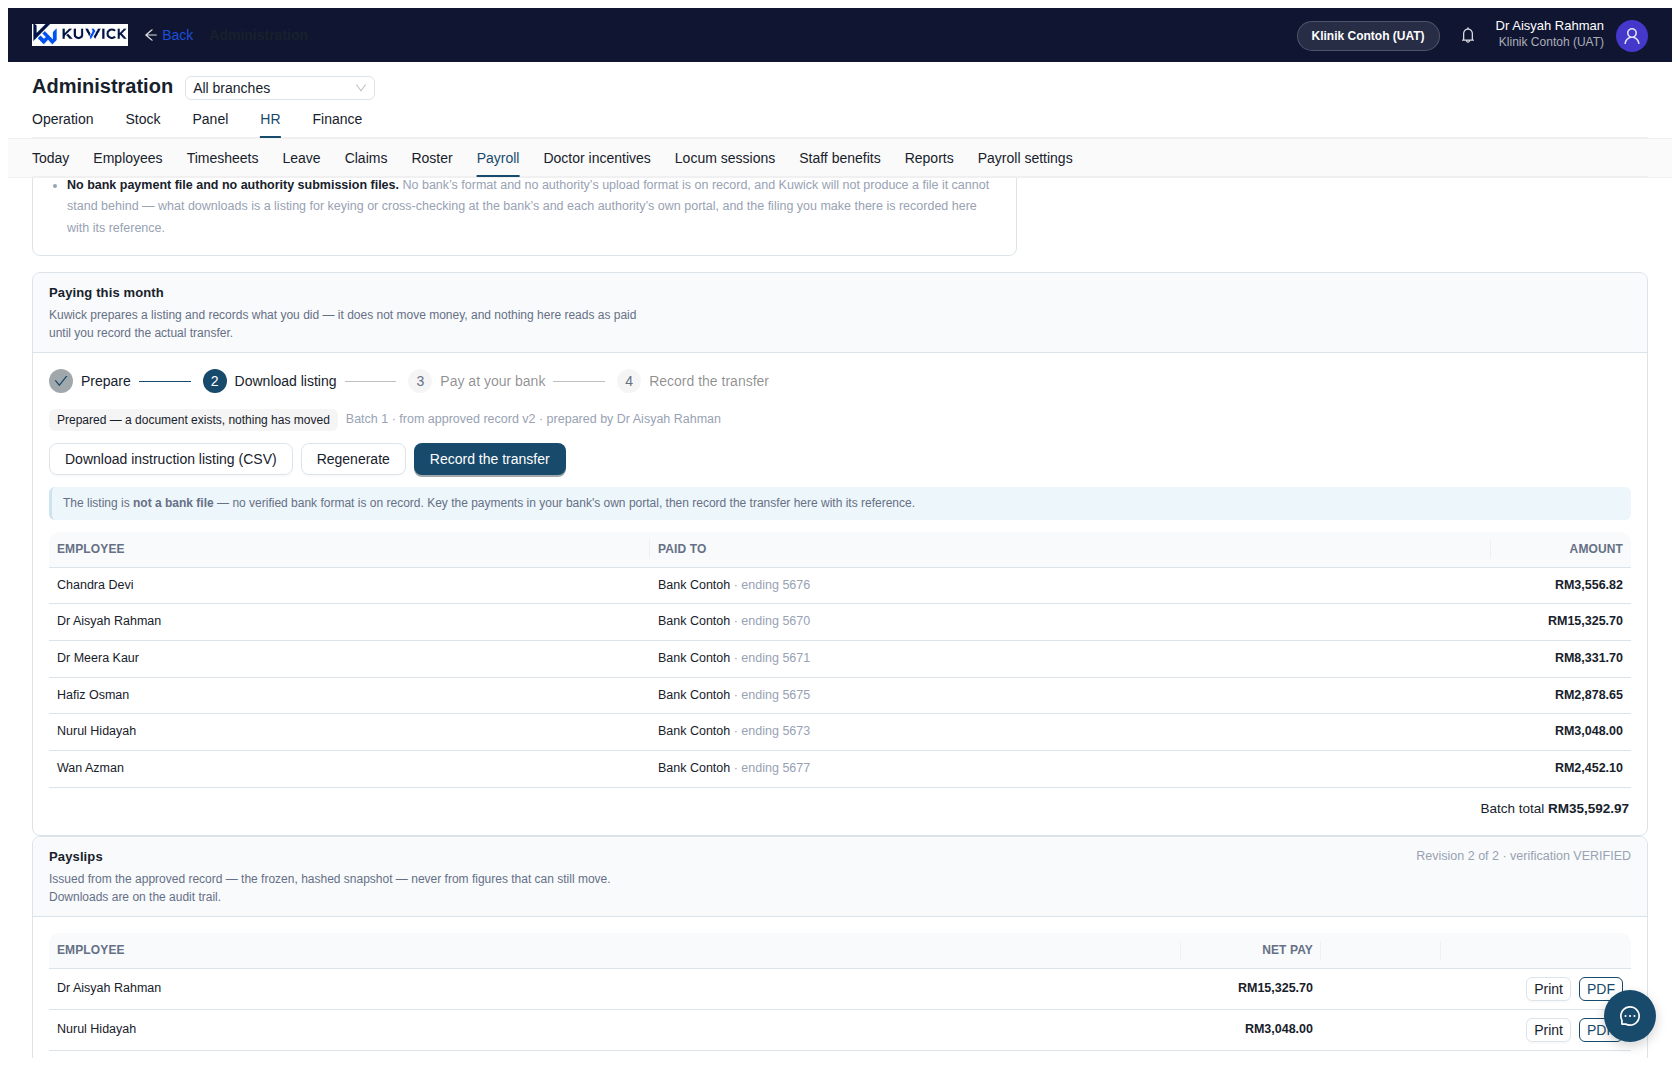 KUWICK
Back Administration
Klinik Contoh (UAT)
Dr Aisyah Rahman
Klinik Contoh (UAT)
Administration
All branches
Operation Stock Panel HR Finance
Today Employees Timesheets Leave Claims Roster Payroll Doctor incentives Locum sessions Staff benefits Reports Payroll settings
No bank payment file and no authority submission files. No bank's format and no authority's upload format is on record, and Kuwick will not produce a file it cannot
stand behind — what downloads is a listing for keying or cross-checking at the bank's and each authority's own portal, and the filing you make there is recorded here
with its reference.
Paying this month
Kuwick prepares a listing and records what you did — it does not move money, and nothing here reads as paid
until you record the actual transfer.
Prepare 2 Download listing 3 Pay at your bank 4 Record the transfer
Prepared — a document exists, nothing has moved Batch 1 · from approved record v2 · prepared by Dr Aisyah Rahman
Download instruction listing (CSV) Regenerate Record the transfer
The listing is not a bank file — no verified bank format is on record. Key the payments in your bank's own portal, then record the transfer here with its reference.
EMPLOYEE PAID TO AMOUNT
Chandra Devi Bank Contoh · ending 5676 RM3,556.82
Dr Aisyah Rahman Bank Contoh · ending 5670 RM15,325.70
Dr Meera Kaur Bank Contoh · ending 5671 RM8,331.70
Hafiz Osman Bank Contoh · ending 5675 RM2,878.65
Nurul Hidayah Bank Contoh · ending 5673 RM3,048.00
Wan Azman Bank Contoh · ending 5677 RM2,452.10
Batch total RM35,592.97
Payslips Revision 2 of 2 · verification VERIFIED
Issued from the approved record — the frozen, hashed snapshot — never from figures that can still move.
Downloads are on the audit trail.
EMPLOYEE NET PAY
Dr Aisyah Rahman RM15,325.70 Print PDF
Nurul Hidayah RM3,048.00 Print